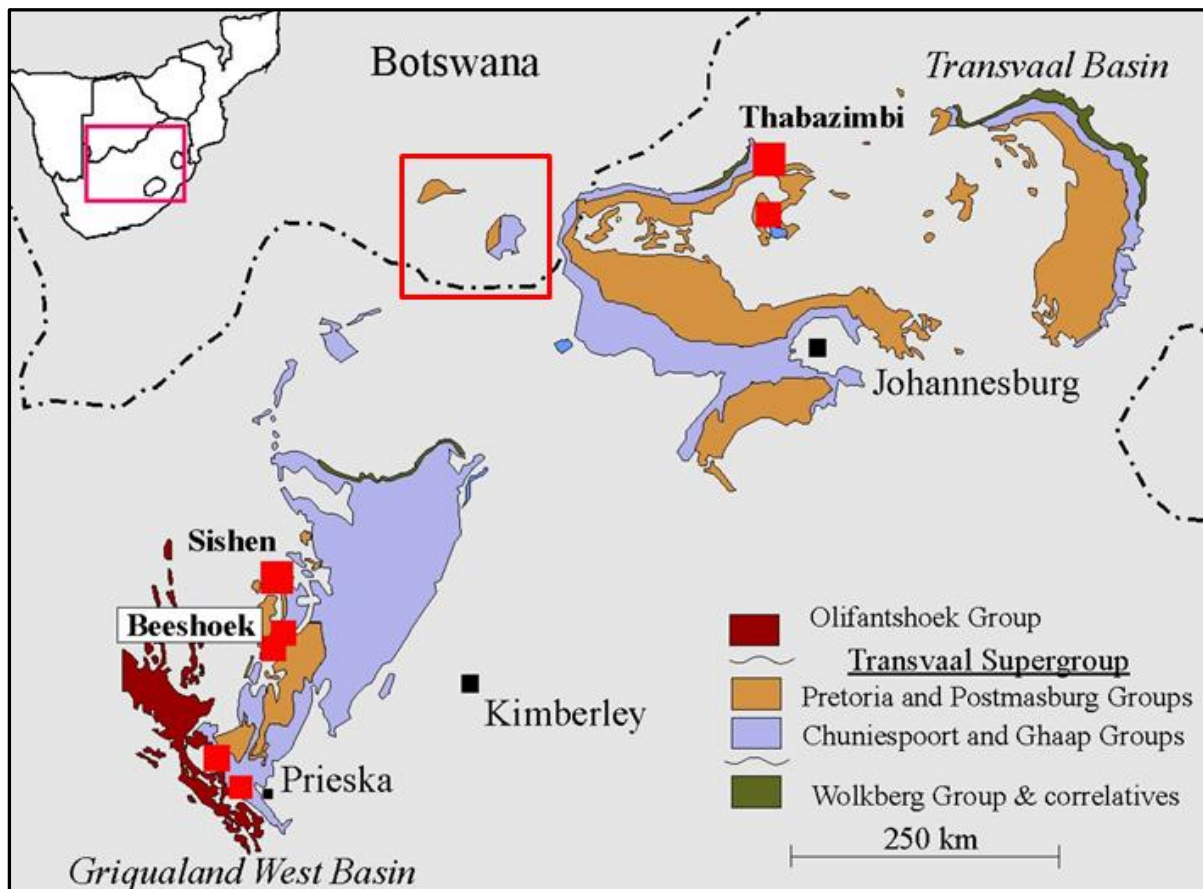 Botswana
Transvaal Basin
Thabazimbi
Johannesburg
Sishen
Beeshoek
Kimberley
Prieska
Griqualand West Basin
Olifantshoek Group
Transvaal Supergroup
Pretoria and Postmasburg Groups
Chuniespoort and Ghaap Groups
Wolkberg Group & correlatives
250 km